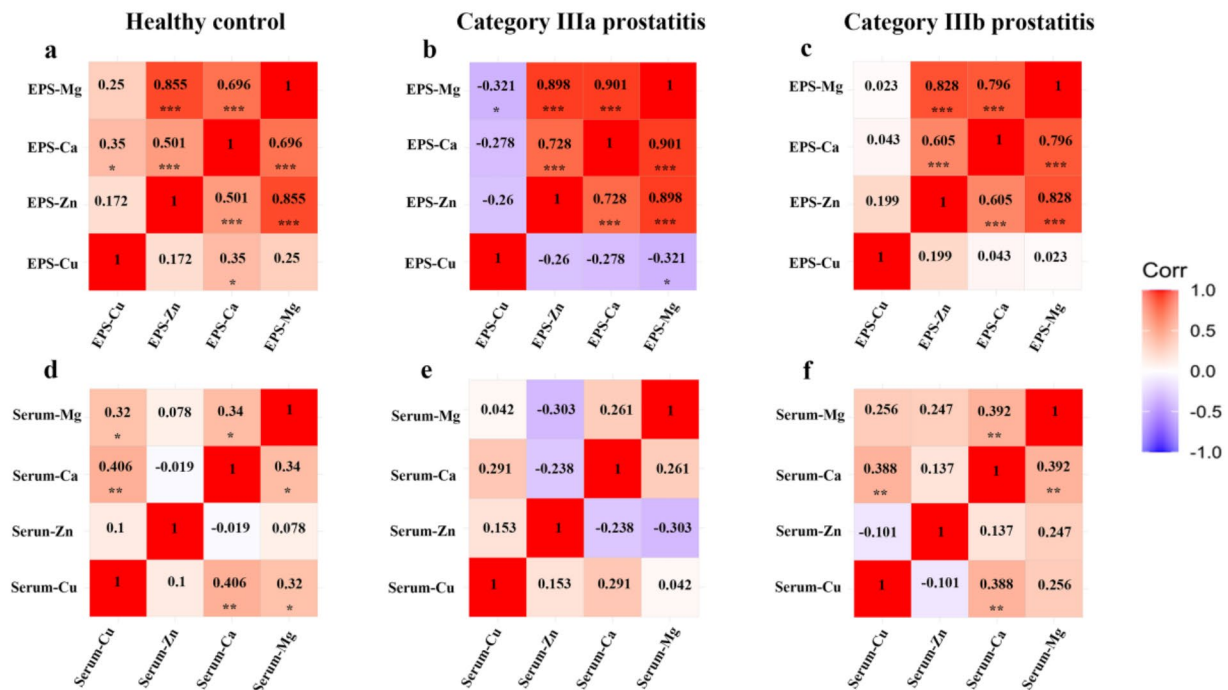 Healthy control
Category IIIa prostatitis
Category IIIb prostatitis
a
EPS-Mg 0.25 0.855 0.696 1
*** ***
EPS-Ca 0.35 0.501 1 0.696
* *** ***
EPS-Zn 0.172 1 0.501 0.855
*** ***
EPS-Cu 1 0.172 0.35 0.25
*
EPS-Cu EPS-Zn EPS-Ca EPS-Mg
b
EPS-Mg -0.321 0.898 0.901 1
* *** ***
EPS-Ca -0.278 0.728 1 0.901
*** ***
EPS-Zn -0.26 1 0.728 0.898
*** ***
EPS-Cu 1 -0.26 -0.278 -0.321
*
EPS-Cu EPS-Zn EPS-Ca EPS-Mg
c
EPS-Mg 0.023 0.828 0.796 1
*** ***
EPS-Ca 0.043 0.605 1 0.796
*** ***
EPS-Zn 0.199 1 0.605 0.828
*** ***
EPS-Cu 1 0.199 0.043 0.023
EPS-Cu EPS-Zn EPS-Ca EPS-Mg
Corr
1.0
0.5
0.0
-0.5
-1.0
d
Serum-Mg 0.32 0.078 0.34 1
* *
Serum-Ca 0.406 -0.019 1 0.34
** *
Serun-Zn 0.1 1 -0.019 0.078
Serum-Cu 1 0.1 0.406 0.32
** *
Serum-Cu Serum-Zn Serum-Ca Serum-Mg
e
Serum-Mg 0.042 -0.303 0.261 1
Serum-Ca 0.291 -0.238 1 0.261
Serum-Zn 0.153 1 -0.238 -0.303
Serum-Cu 1 0.153 0.291 0.042
Serum-Cu Serum-Zn Serum-Ca Serum-Mg
f
Serum-Mg 0.256 0.247 0.392 1
**
Serum-Ca 0.388 0.137 1 0.392
** **
Serum-Zn -0.101 1 0.137 0.247
Serum-Cu 1 -0.101 0.388 0.256
**
Serum-Cu Serum-Zn Serum-Ca Serum-Mg